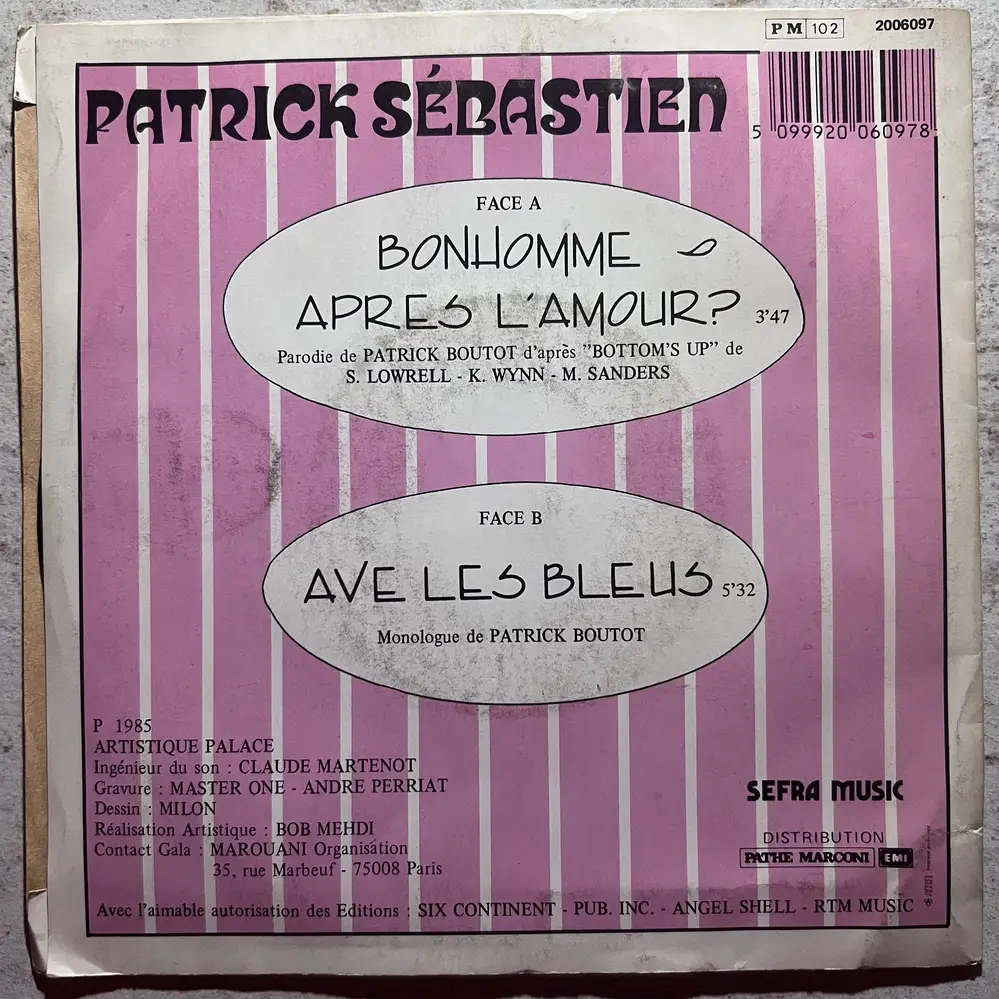 PM 102 2006097
PATRICK SÉBASTIEN
5 099920 060978
FACE A
BONHOMME
APRES L'AMOUR? 3'47
Parodie de PATRICK BOUTOT d'après "BOTTOM'S UP" de
S. LOWRELL - K. WYNN - M. SANDERS
FACE B
AVE LES BLEUS 5'32
Monologue de PATRICK BOUTOT
P 1985
ARTISTIQUE PALACE
Ingénieur du son : CLAUDE MARTENOT
Gravure : MASTER ONE - ANDRE PERRIAT
Dessin : MILON
Réalisation Artistique : BOB MEHDI
Contact Gala : MAROUANI Organisation
35, rue Marbeuf - 75008 Paris
SEFRA MUSIC
DISTRIBUTION
PATHE MARCONI EMI
Avec l'aimable autorisation des Editions : SIX CONTINENT - PUB. INC. - ANGEL SHELL - RTM MUSIC